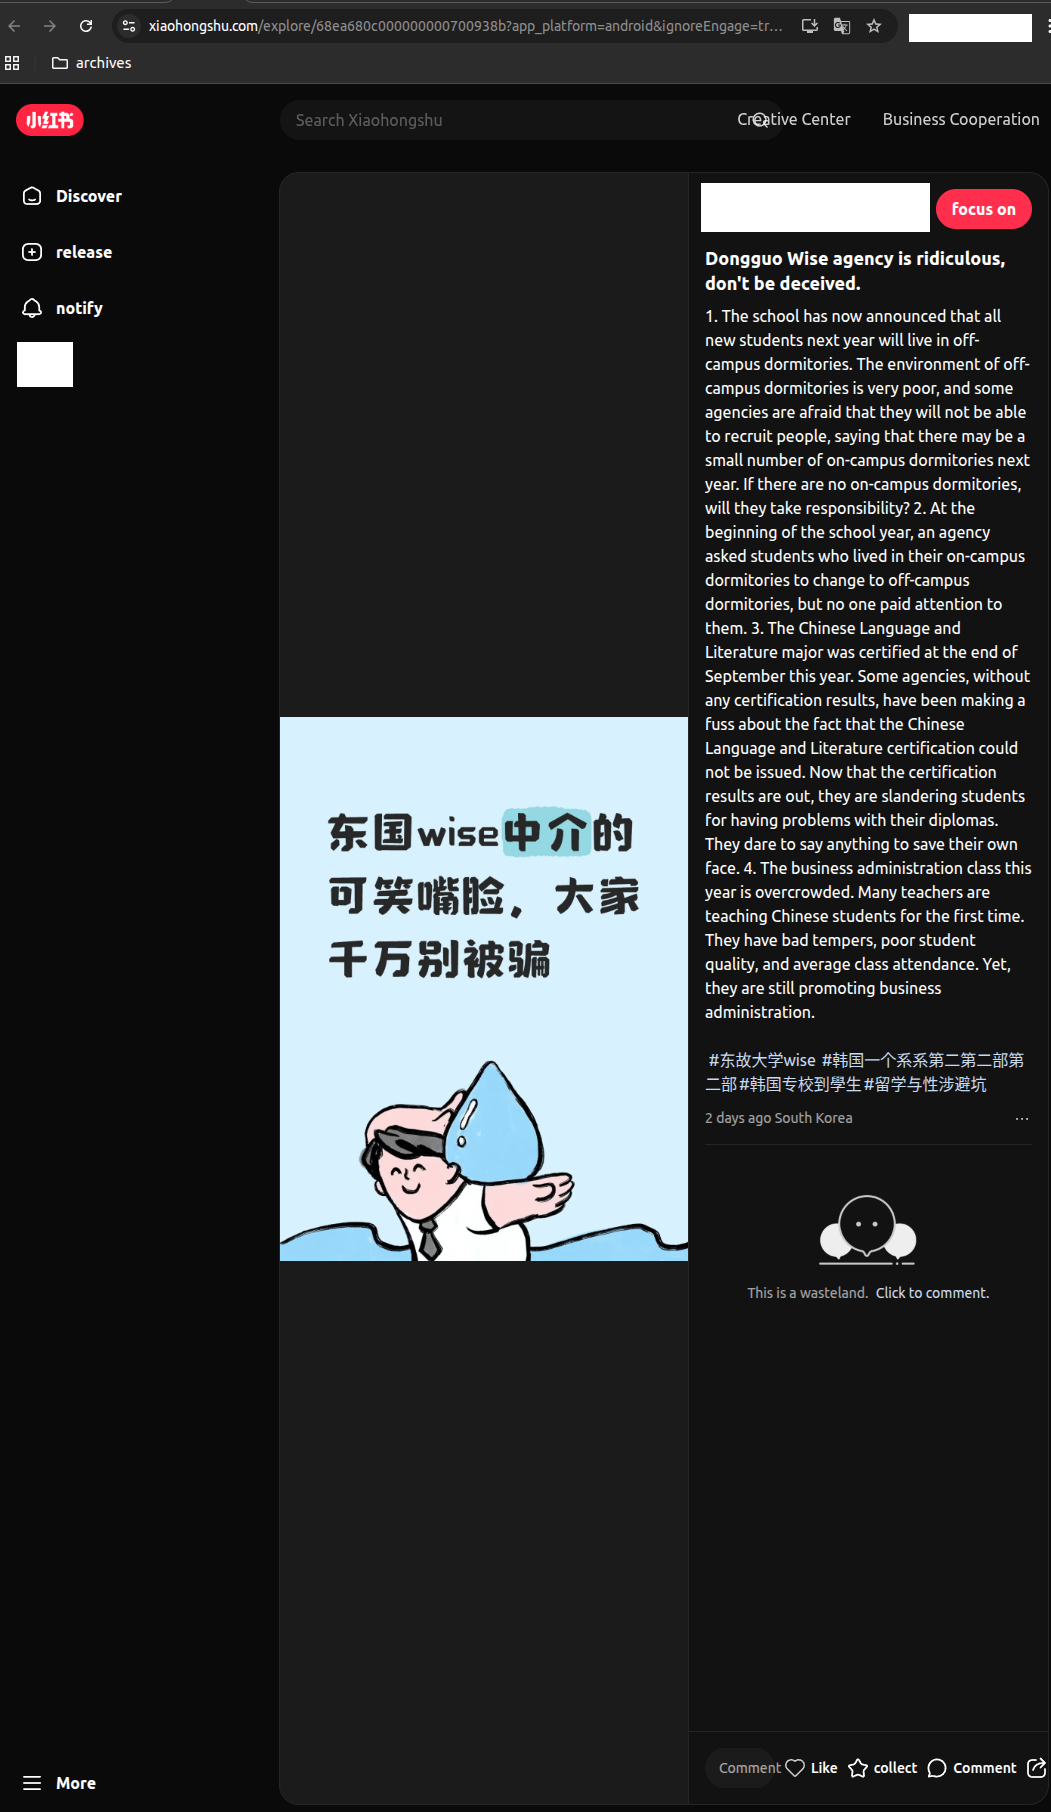 xiaohongshu.com/explore/68ea680c000000000700938b?app_platform=android&ignoreEngage=tr...
archives
小红书
Search Xiaohongshu
Creative Center
Business Cooperation
Discover
release
notify
focus on
Dongguo Wise agency is ridiculous,
don't be deceived.
1. The school has now announced that all
new students next year will live in off-
campus dormitories. The environment of off-
campus dormitories is very poor, and some
agencies are afraid that they will not be able
to recruit people, saying that there may be a
small number of on-campus dormitories next
year. If there are no on-campus dormitories,
will they take responsibility? 2. At the
beginning of the school year, an agency
asked students who lived in their on-campus
dormitories to change to off-campus
dormitories, but no one paid attention to
them. 3. The Chinese Language and
Literature major was certified at the end of
September this year. Some agencies, without
any certification results, have been making a
fuss about the fact that the Chinese
Language and Literature certification could
not be issued. Now that the certification
results are out, they are slandering students
for having problems with their diplomas.
They dare to say anything to save their own
face. 4. The business administration class this
year is overcrowded. Many teachers are
teaching Chinese students for the first time.
They have bad tempers, poor student
quality, and average class attendance. Yet,
they are still promoting business
administration.
#东故大学wise #韩国一个系系第二第二部第
二部#韩国专校到學生#留学与性涉避坑
2 days ago South Korea
东国wise中介的
可笑嘴脸，大家
千万别被骗
This is a wasteland. Click to comment.
More
Comment
Like
collect
Comment